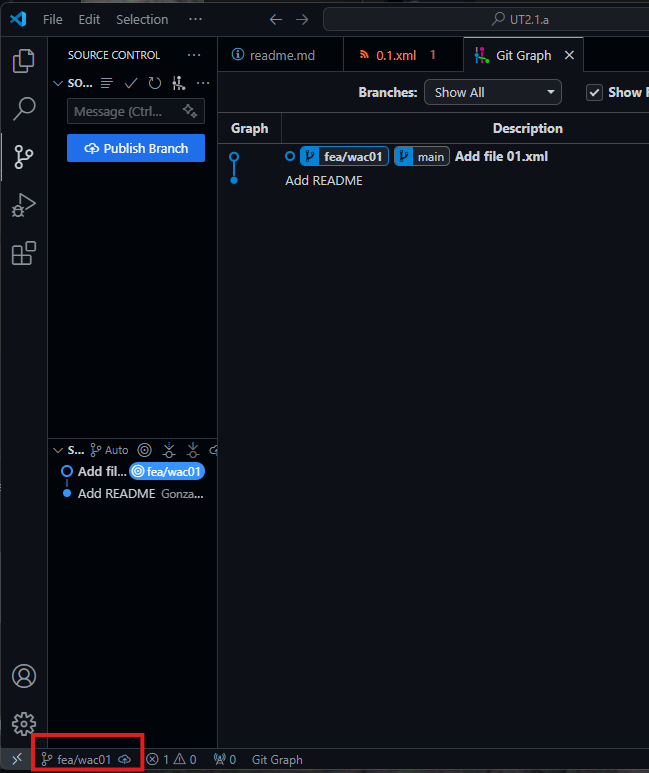 File Edit Selection ··· UT2.1.a
SOURCE CONTROL ···
readme.md 0.1.xml 1 Git Graph
SO... ···
Message (Ctrl...
Publish Branch
Branches: Show All Show
Graph Description
fea/wac01 main Add file 01.xml
Add README
S... Auto
Add fil... fea/wac01
Add README Gonza...
fea/wac01 1 0 0 Git Graph